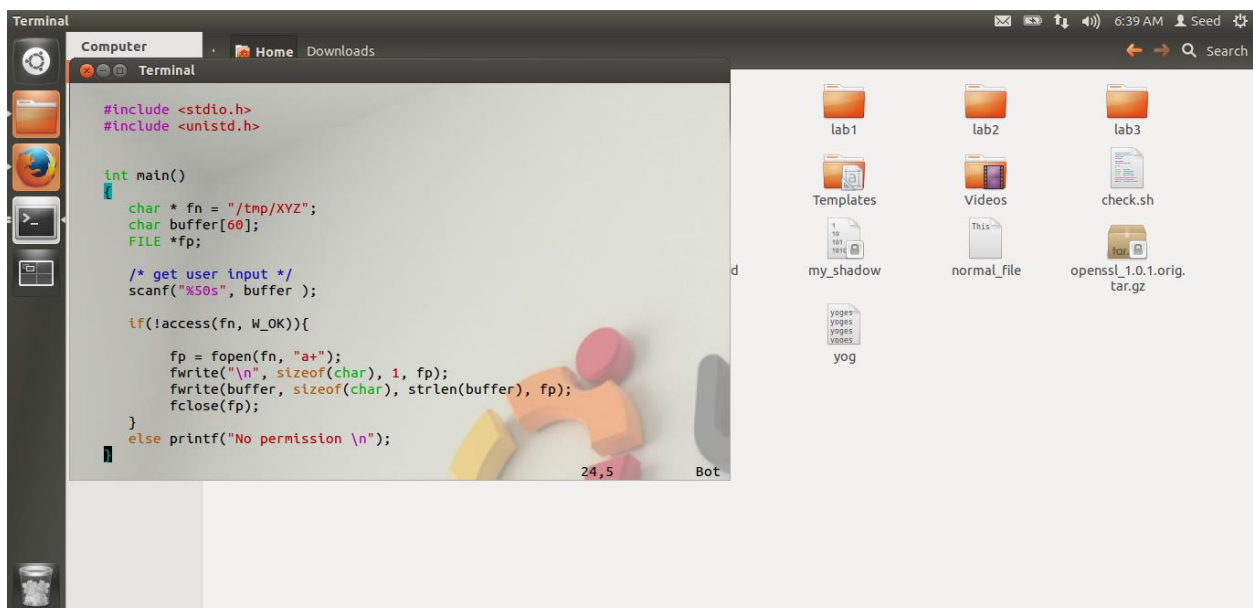 Terminal
6:39 AM Seed
Computer
Home Downloads
Search
Terminal
#include <stdio.h>
#include <unistd.h>
int main()
{
char * fn = "/tmp/XYZ";
char buffer[60];
FILE *fp;
/* get user input */
scanf("%50s", buffer );
if(!access(fn, W_OK)){
fp = fopen(fn, "a+");
fwrite("\n", sizeof(char), 1, fp);
fwrite(buffer, sizeof(char), strlen(buffer), fp);
fclose(fp);
}
else printf("No permission \n");
}
24,5 Bot
lab1 lab2 lab3
Templates Videos check.sh
d my_shadow normal_file openssl_1.0.1.orig.
tar.gz
yog